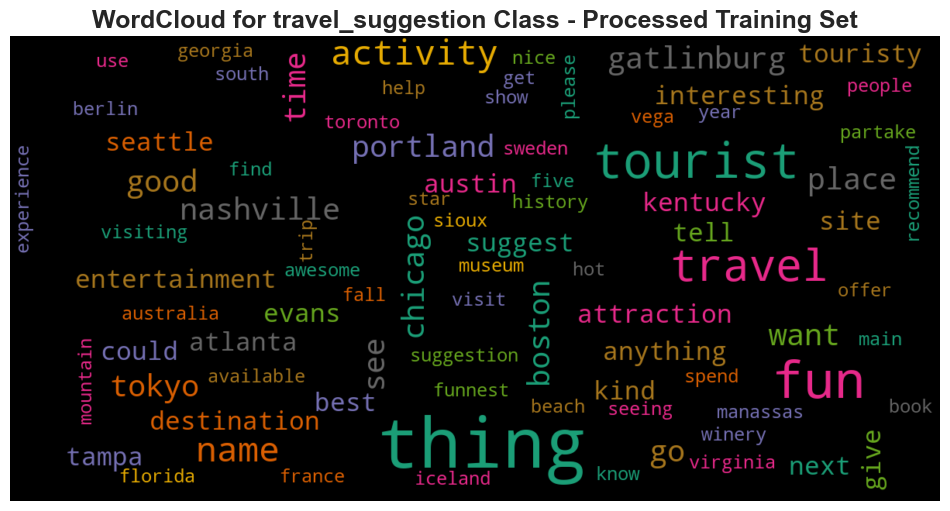 WordCloud for travel_suggestion Class - Processed Training Set
use
georgia
south
time
activity
nice
get
show
please
gatlinburg
touristy
berlin
help
interesting
people
toronto
vega
year
seattle
portland
sweden
tourist
partake
experience
good
find
austin
five
place
recommend
nashville
star
history
kentucky
visiting
trip
chicago
sioux
suggest
tell
site
entertainment
awesome
museum
hot
travel
australia
fall
visit
offer
evans
boston
attraction
mountain
could
atlanta
see
suggestion
anything
want
main
tokyo
available
funnest
kind
spend
fun
destination
best
beach
seeing
manassas
book
tampa
name
thing
go
winery
florida
france
iceland
know
virginia
next
give